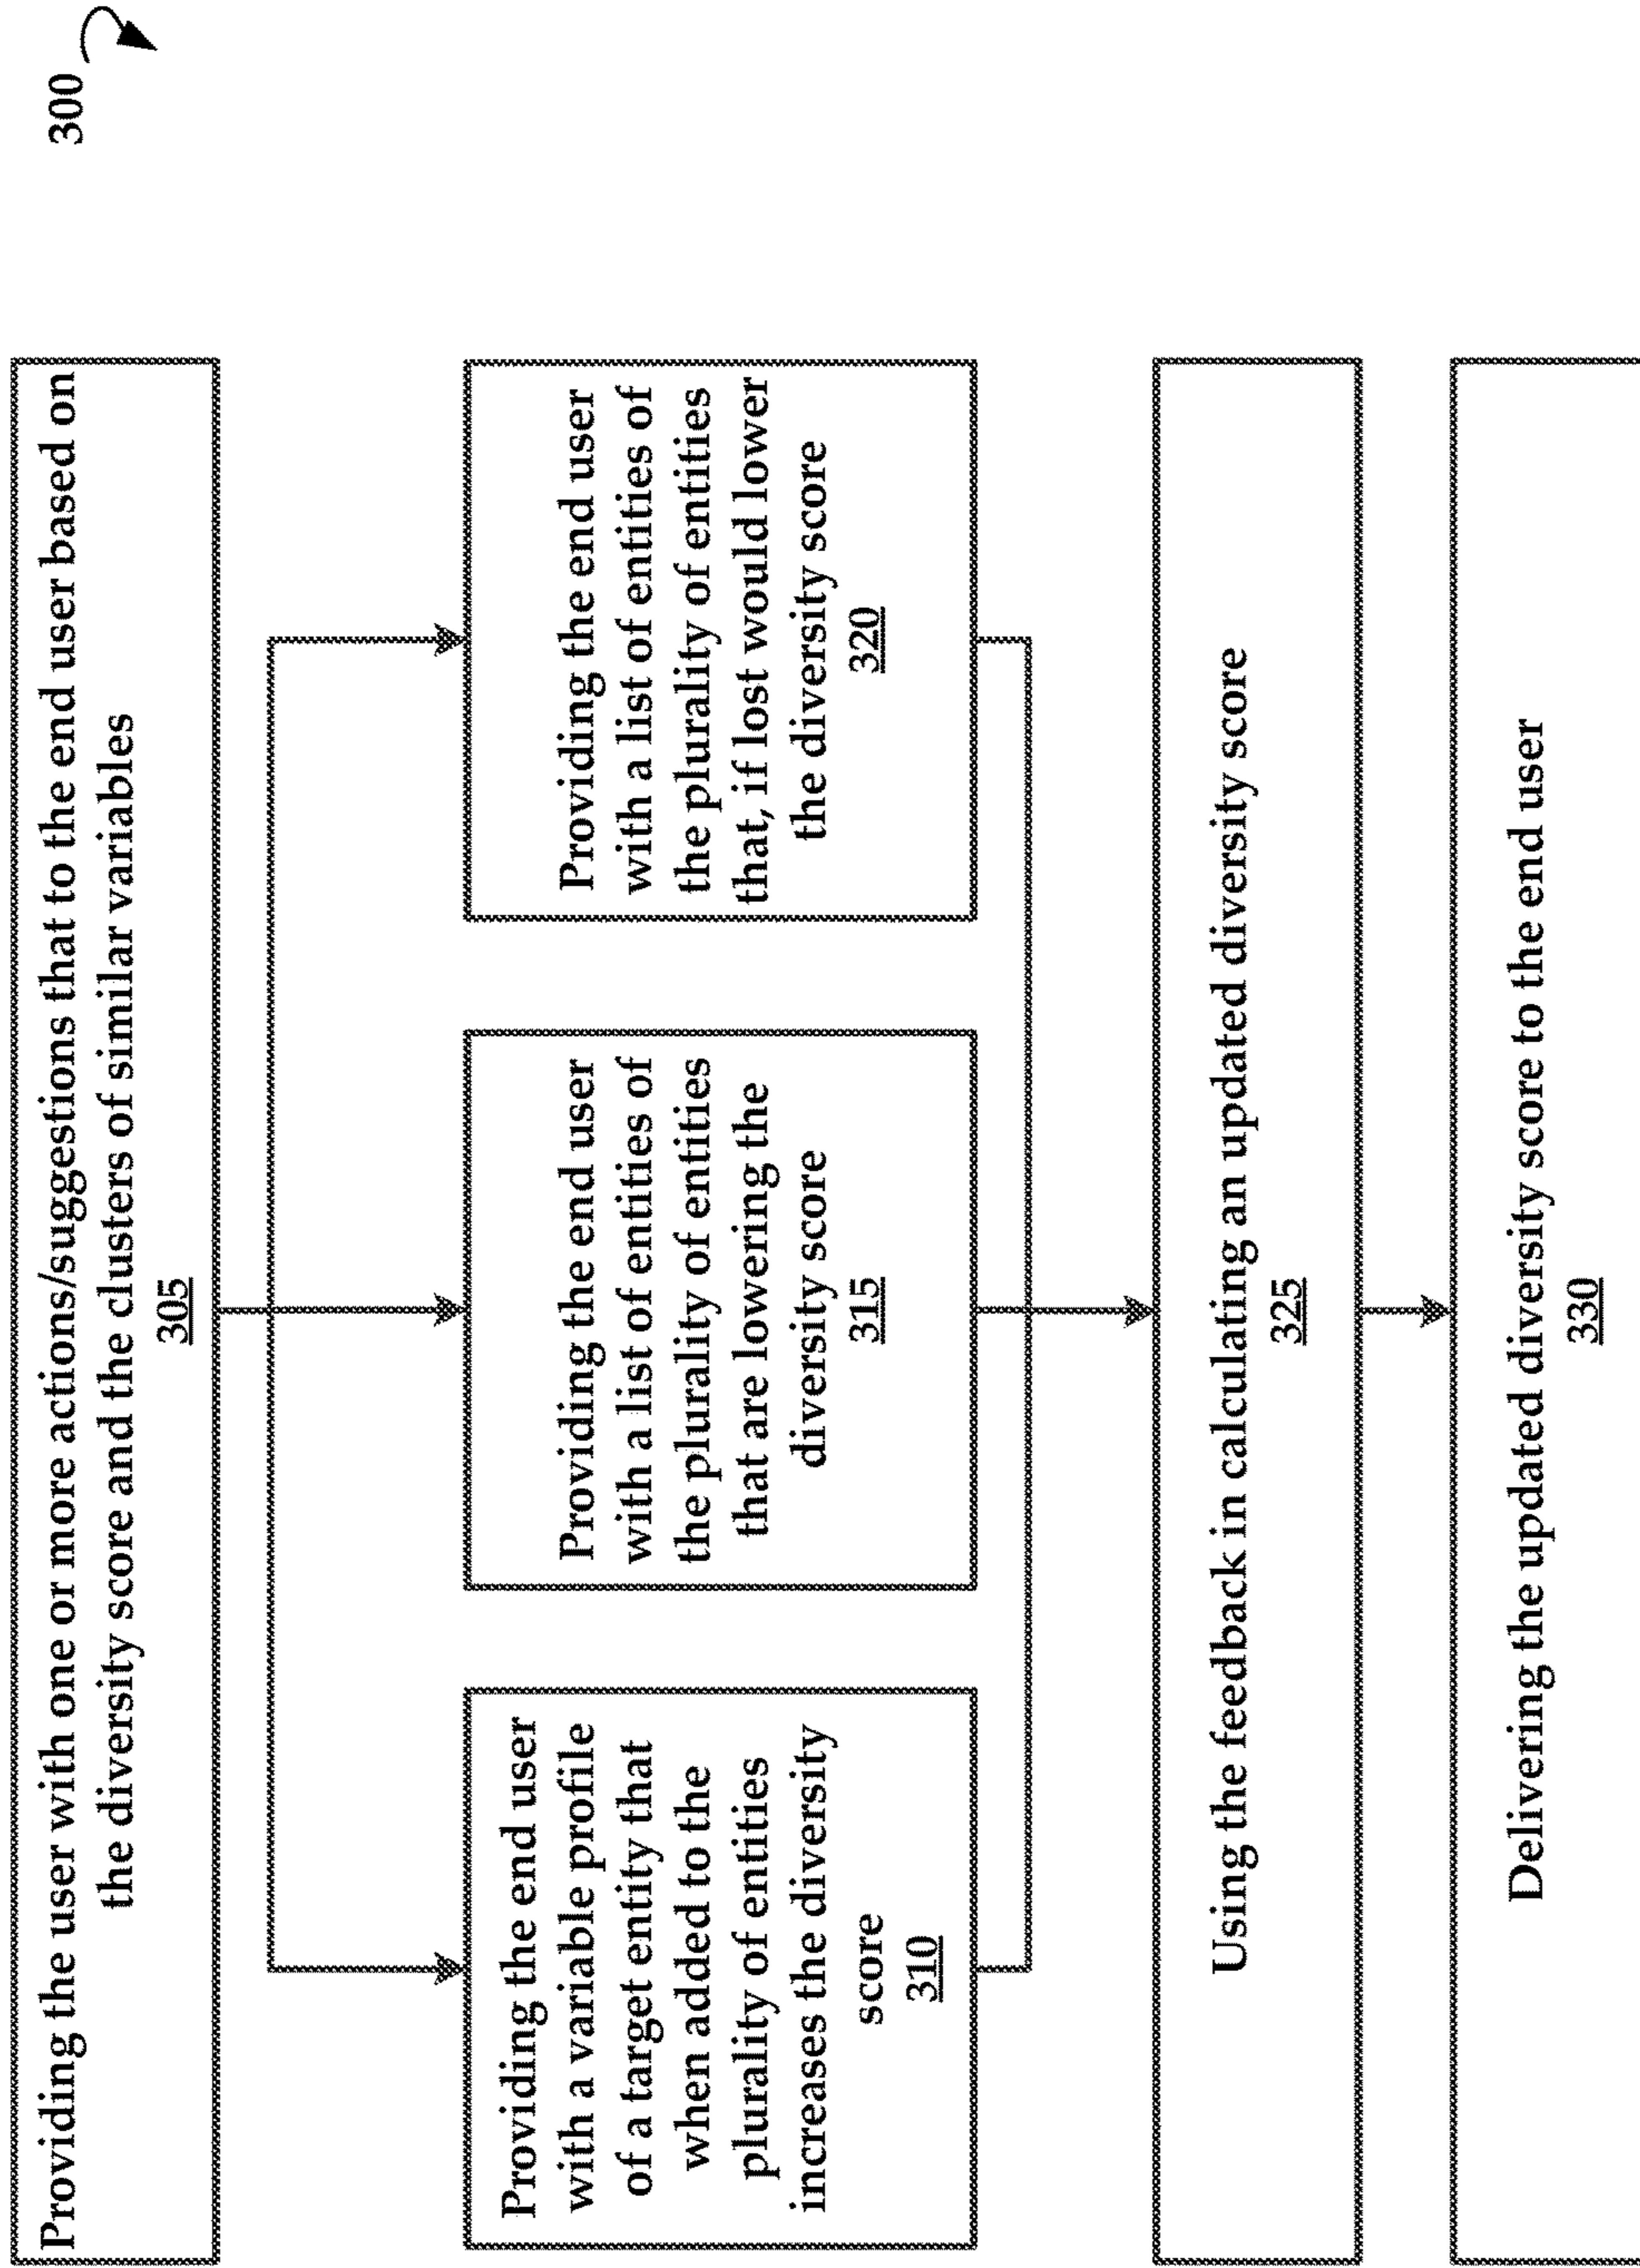 300
Providing the user with one or more actions/suggestions that to the end user based on
the diversity score and the clusters of similar variables
305
Providing the end user
with a variable profile
of a target entity that
when added to the
plurality of entities
increases the diversity
score
310
Providing the end user
with a list of entities of
the plurality of entities
that are lowering the
diversity score
315
Providing the end user
with a list of entities of
the plurality of entities
that, if lost would lower
the diversity score
320
Using the feedback in calculating an updated diversity score
325
Delivering the updated diversity score to the end user
330